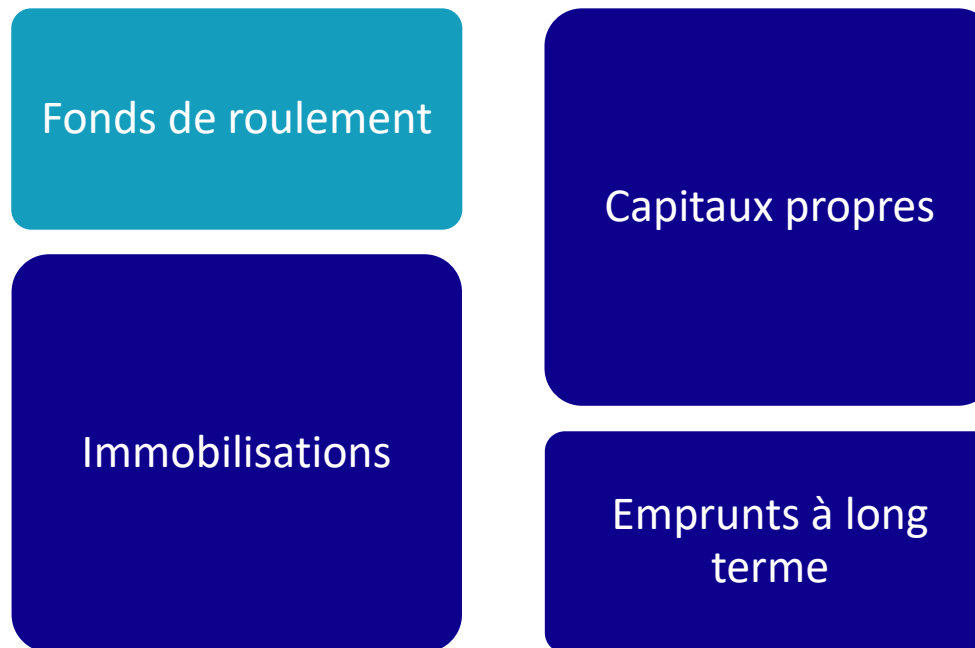 Fonds de roulement
Immobilisations
Capitaux propres
Emprunts à long
terme